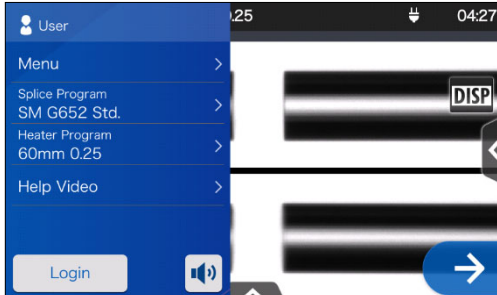 User
.25
04:27
Menu
Splice Program
SM G652 Std.
Heater Program
60mm 0.25
Help Video
DISP
Login